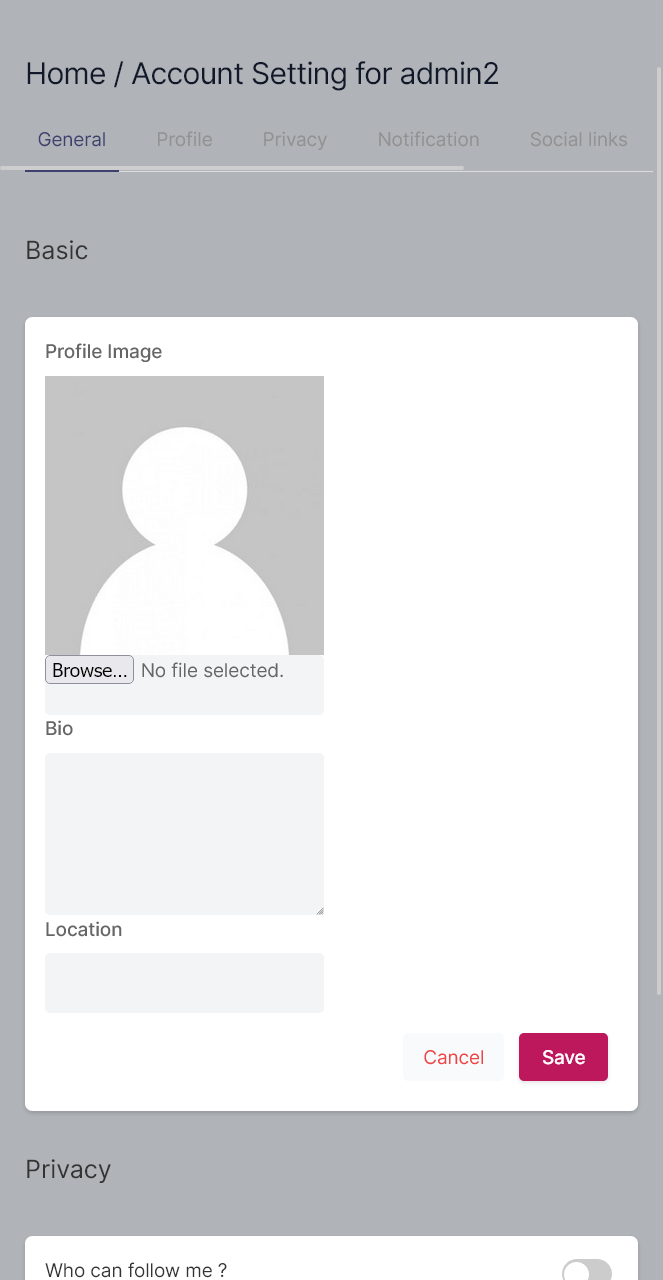 Home / Account Setting for admin2
General Profile Privacy Notification Social links
Basic
Profile Image
Browse... No file selected.
Bio
Location
Cancel Save
Privacy
Who can follow me ?